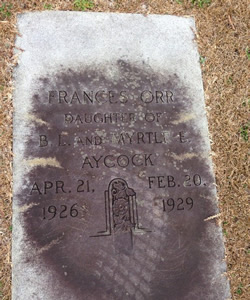 FRANCES ORR
DAUGHTER OF
B. L. AND MYRTLE E.
AYCOCK
APR. 21, FEB. 20,
1926 1929